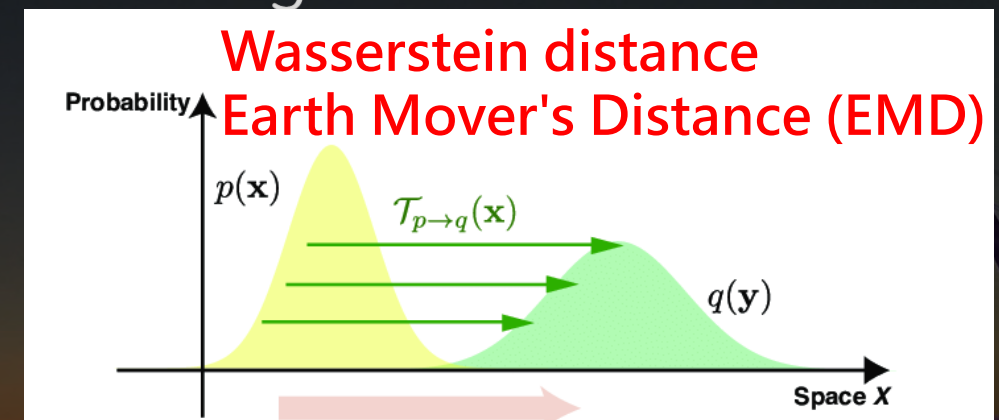 Wasserstein distance
Probability
Earth Mover's Distance (EMD)
p(x)
𝒯p→q(x)
q(y)
Space X